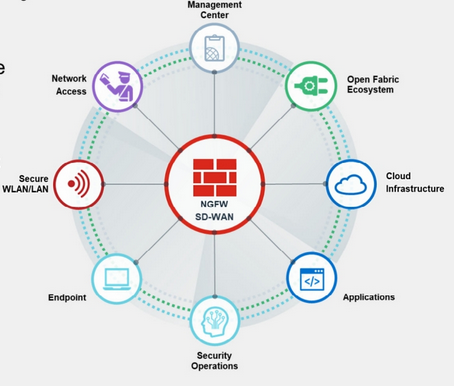 Management
Center
Network
Access
Open Fabric
Ecosystem
Secure
WLAN/LAN
NGFW
SD-WAN
Cloud
Infrastructure
Endpoint
</>
Applications
Security
Operations